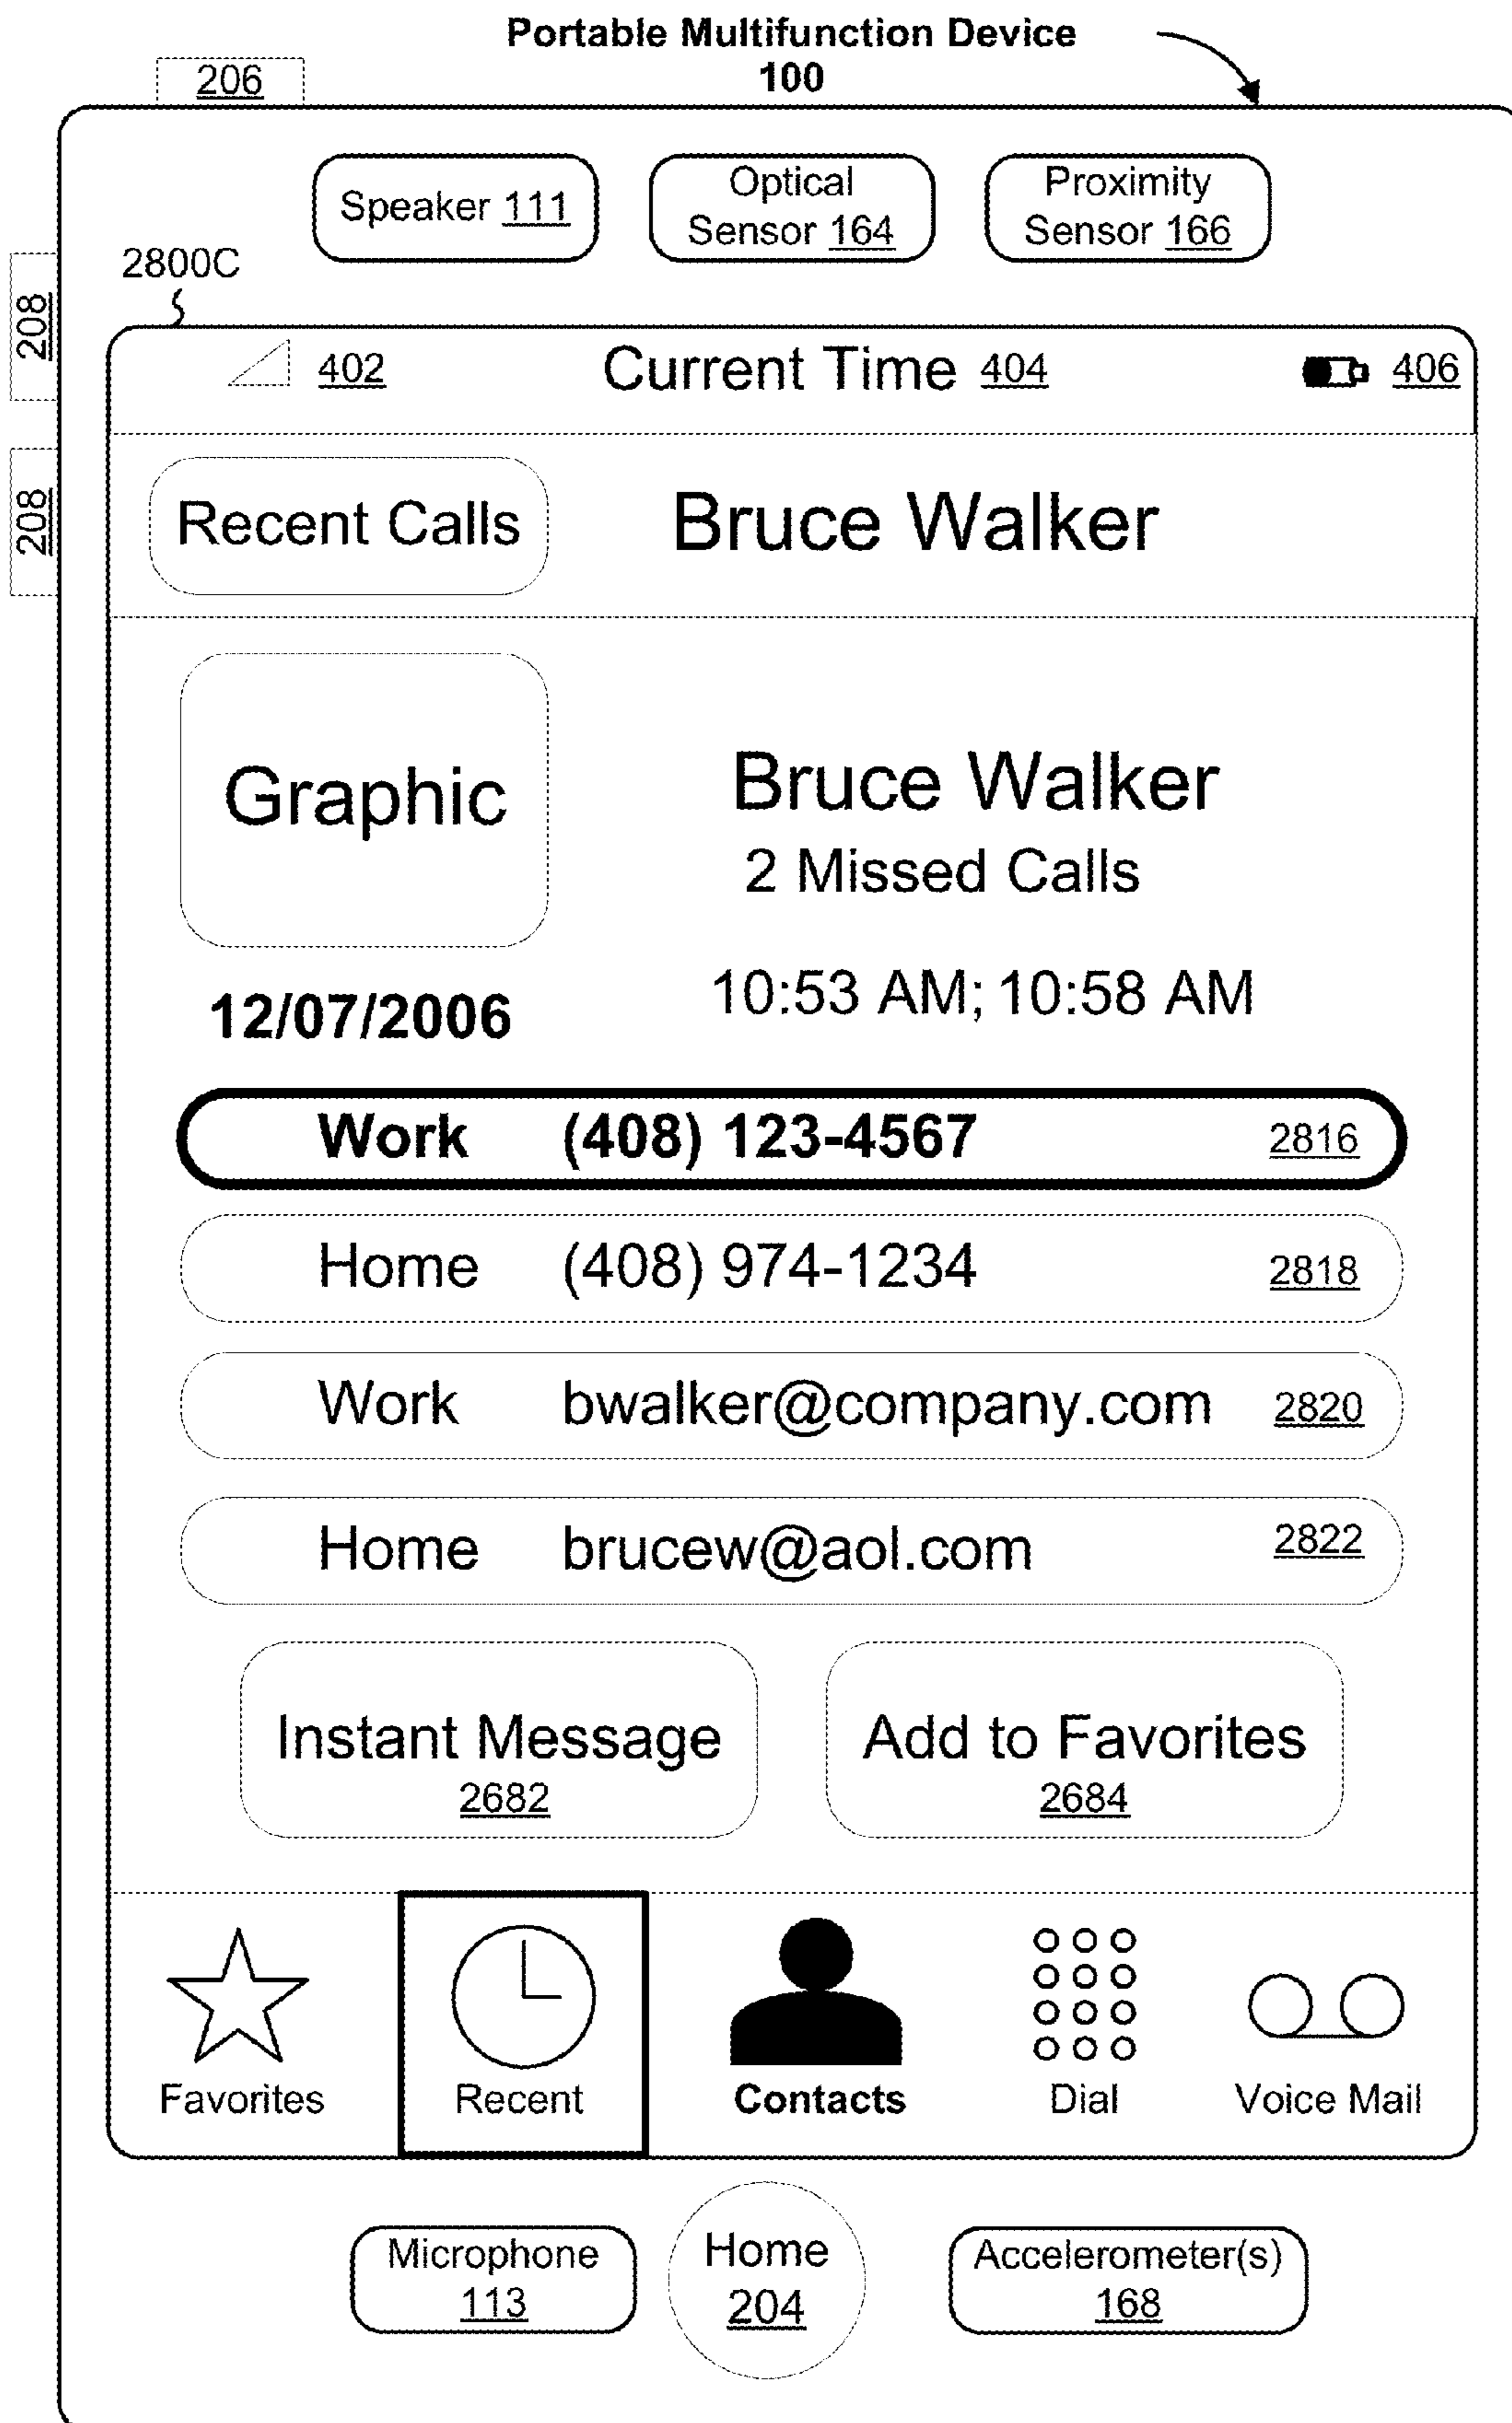 Portable Multifunction Device
100
206
Speaker 111
Optical
Sensor 164
Proximity
Sensor 166
2800C
208
402
Current Time 404
406
208
Recent Calls
Bruce Walker
Graphic
Bruce Walker
2 Missed Calls
12/07/2006
10:53 AM; 10:58 AM
Work (408) 123-4567 2816
Home (408) 974-1234 2818
Work bwalker@company.com 2820
Home brucew@aol.com 2822
Instant Message
2682
Add to Favorites
2684
Favorites
Recent
Contacts
Dial
Voice Mail
Microphone
113
Home
204
Accelerometer(s)
168